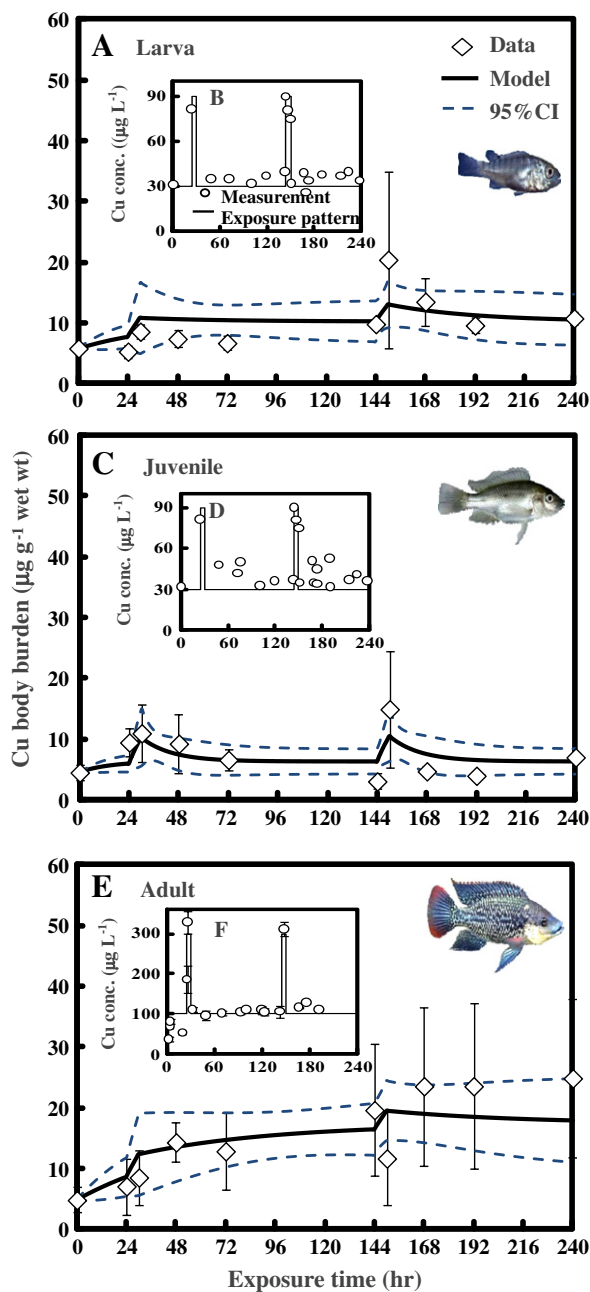 60
A Larva
Data
Model
95%CI
50
40
30
20
10
0
B
Cu conc. ((µg L-1)
90
60
30
Measurement
Exposure pattern
0 60 120 180 240
0 24 48 72 96 120 144 168 192 216 240
Cu body burden (µg g-1 wet wt)
60
C Juvenile
50
40
30
20
10
0
D
Cu conc. (µg L-1)
120
90
60
30
0
0 60 120 180 240
0 24 48 72 96 120 144 168 192 216 240
60
E Adult
50
40
30
20
10
0
F
Cu conc. (µg L-1)
300
200
100
0
0 60 120 180 240
0 24 48 72 96 120 144 168 192 216 240
Exposure time (hr)